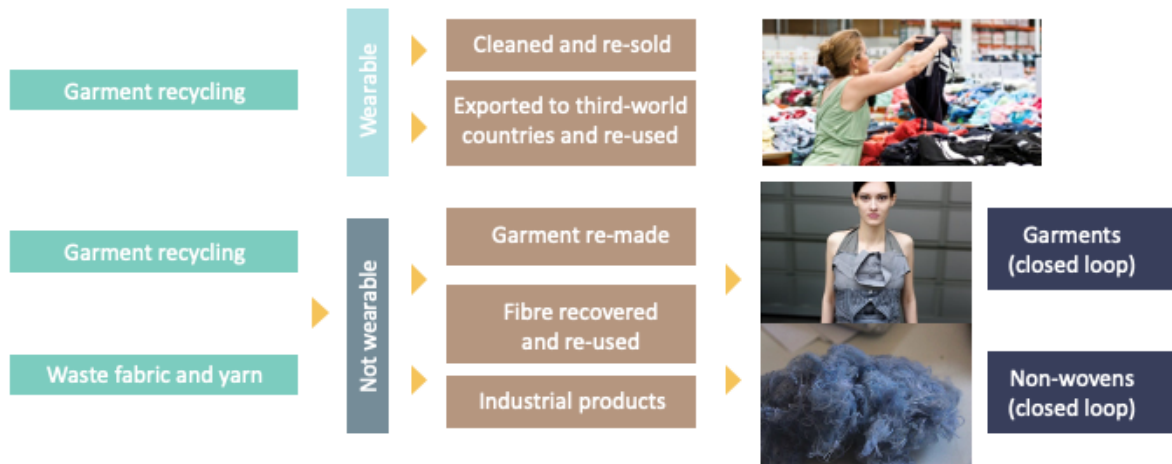 Garment recycling
Wearable
Cleaned and re-sold
Exported to third-world
countries and re-used
Garment recycling
Waste fabric and yarn
Not wearable
Garment re-made
Fibre recovered
and re-used
Industrial products
Garments
(closed loop)
Non-wovens
(closed loop)